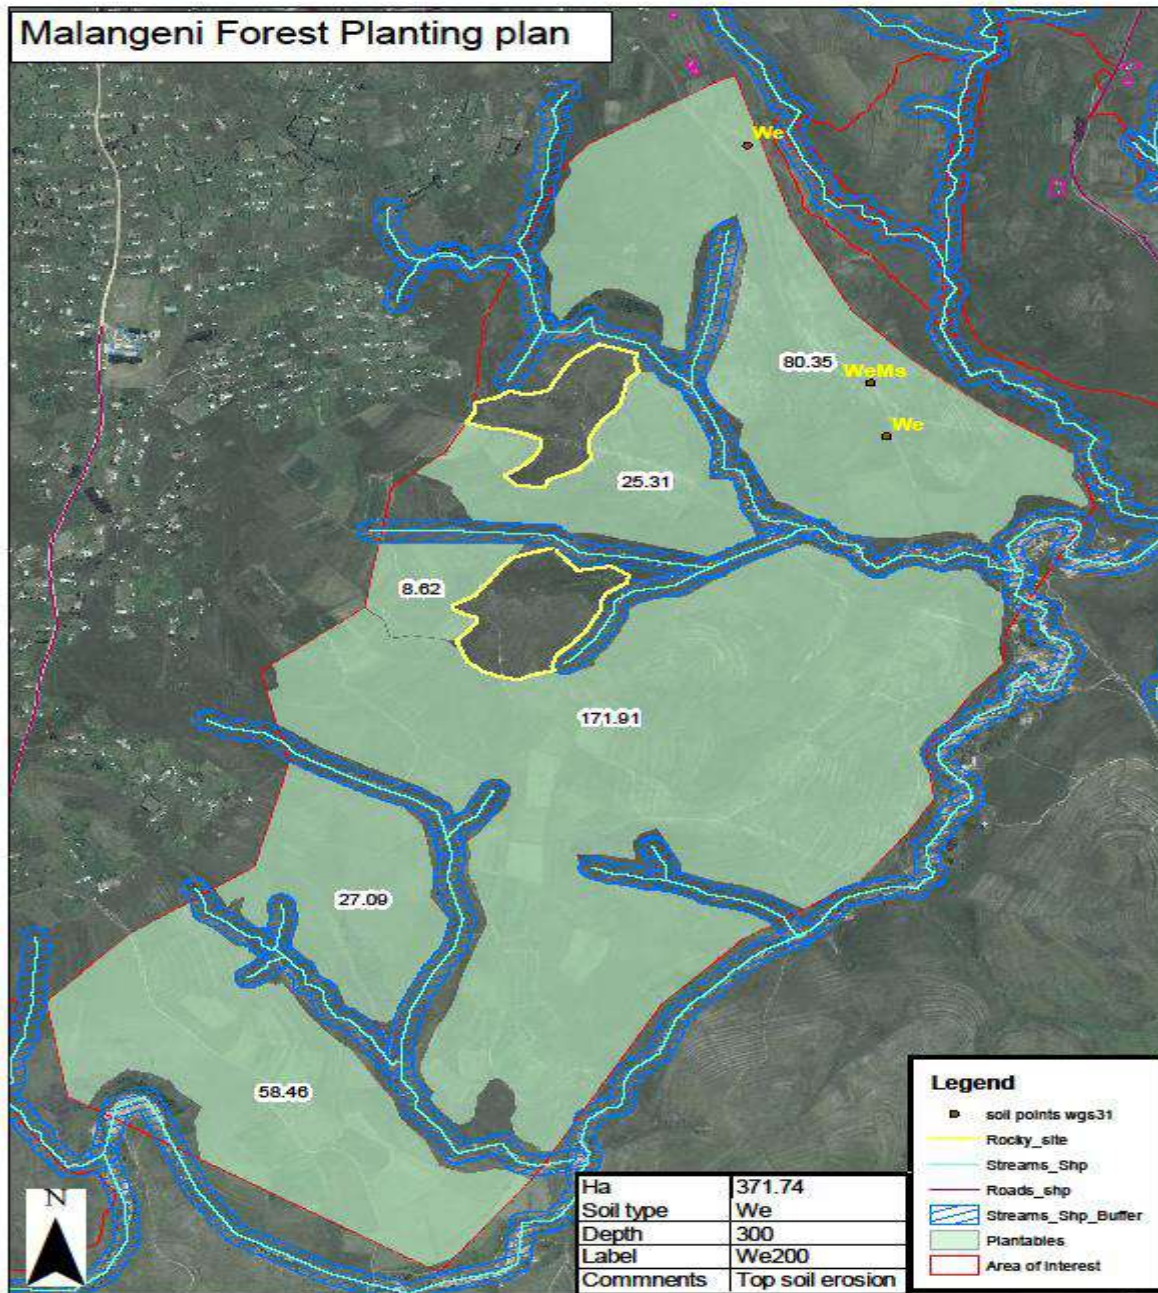 Malangeni Forest Planting plan
We
80.35
WeMs
We
25.31
8.62
171.91
27.09
58.46
Legend
soil points wgs31
Rocky_site
Streams_Shp
Roads_shp
Streams_Shp_Buffer
Plantables
Area of Interest
N
Ha 371.74
Soil type We
Depth 300
Label We200
Commnents Top soil erosion